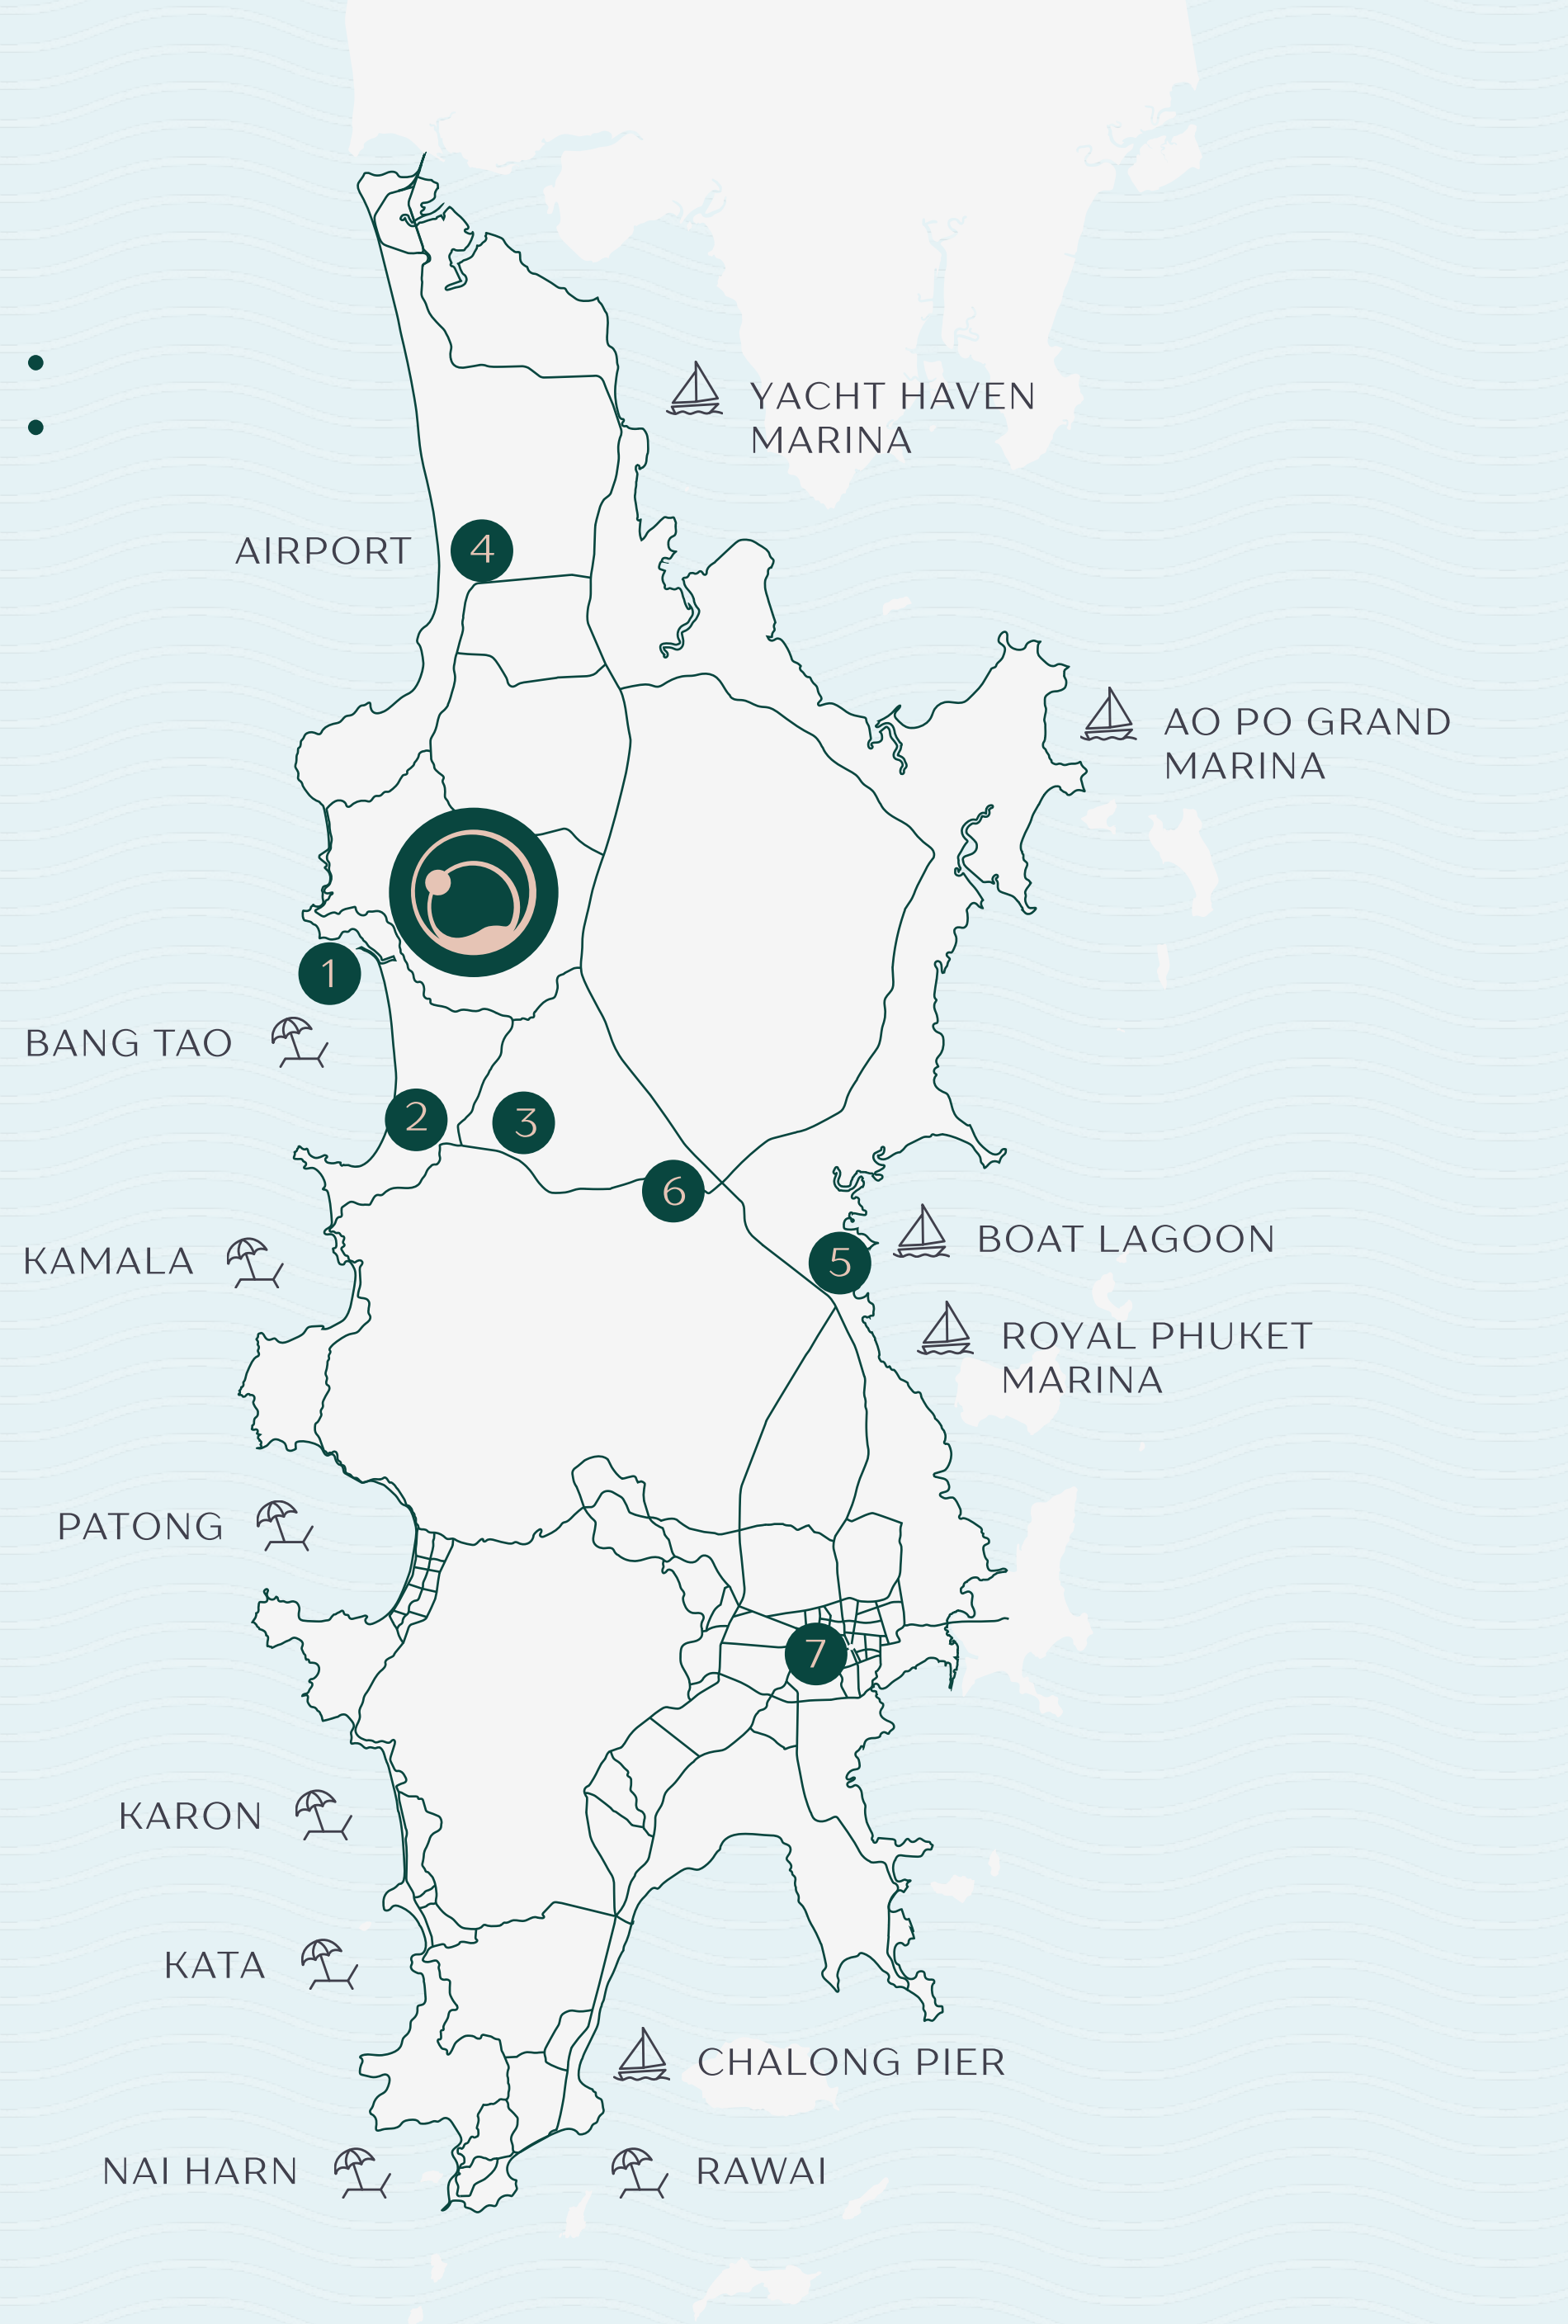 YACHT HAVEN
MARINA
AIRPORT
4
AO PO GRAND
MARINA
1
BANG TAO
2
3
6
BOAT LAGOON
KAMALA
5
ROYAL PHUKET
MARINA
PATONG
7
KARON
KATA
CHALONG PIER
NAI HARN
RAWAI